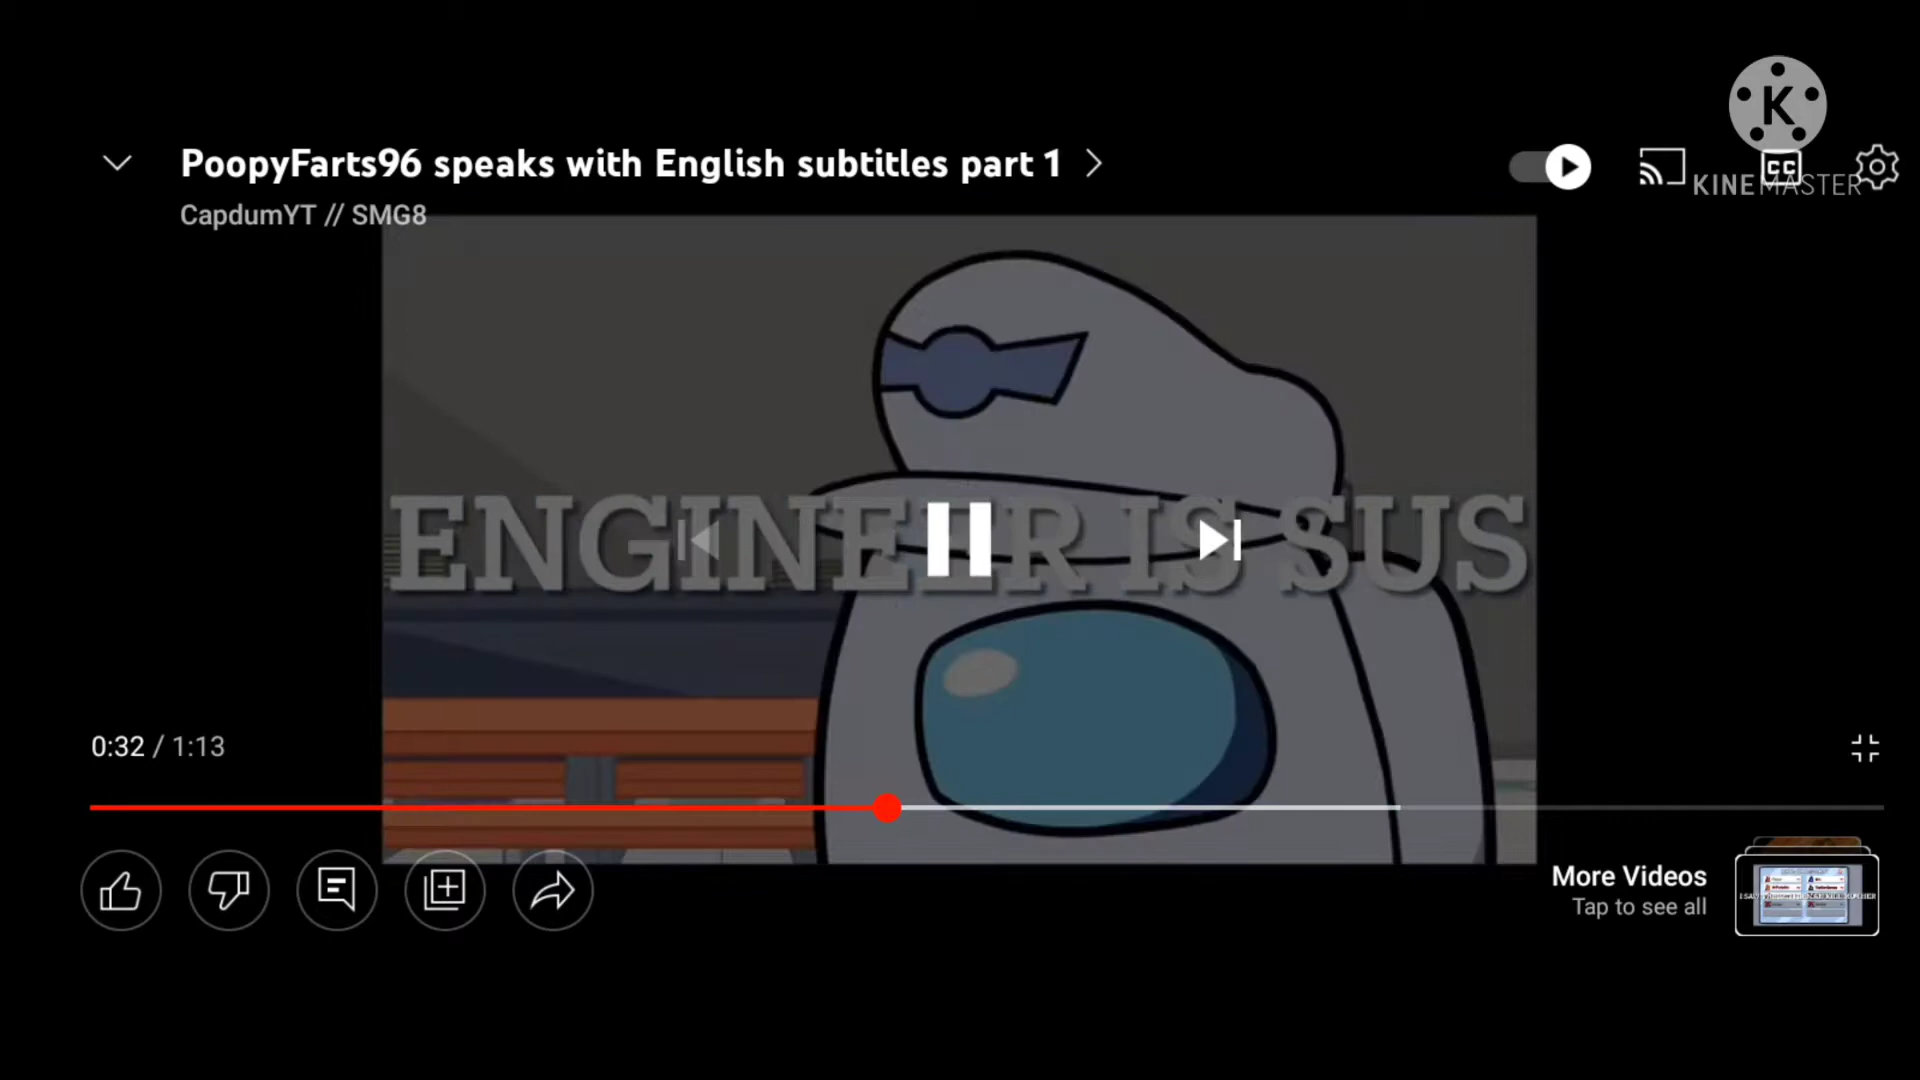 K
KINEMASTER
PoopyFarts96 speaks with English subtitles part 1
CC
CapdumYT // SMG8
ENGINEER IS SUS
0:32 / 1:13
More Videos
Tap to see all